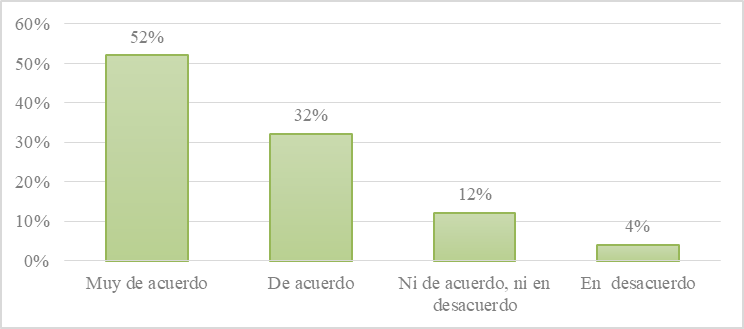 60%
50%
40%
30%
20%
10%
0%
52%
32%
12%
4%
Muy de acuerdo
De acuerdo
Ni de acuerdo, ni en
desacuerdo
En  desacuerdo